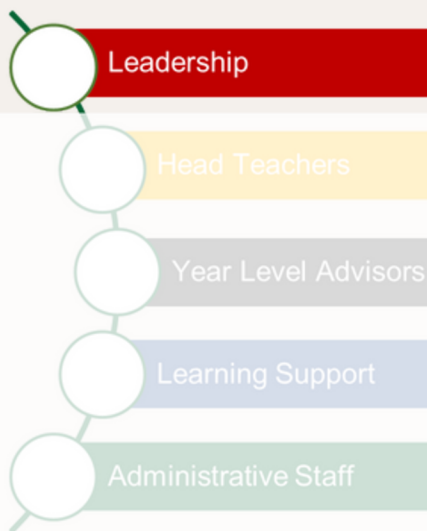 Leadership
Head Teachers
Year Level Advisors
Learning Support
Administrative Staff